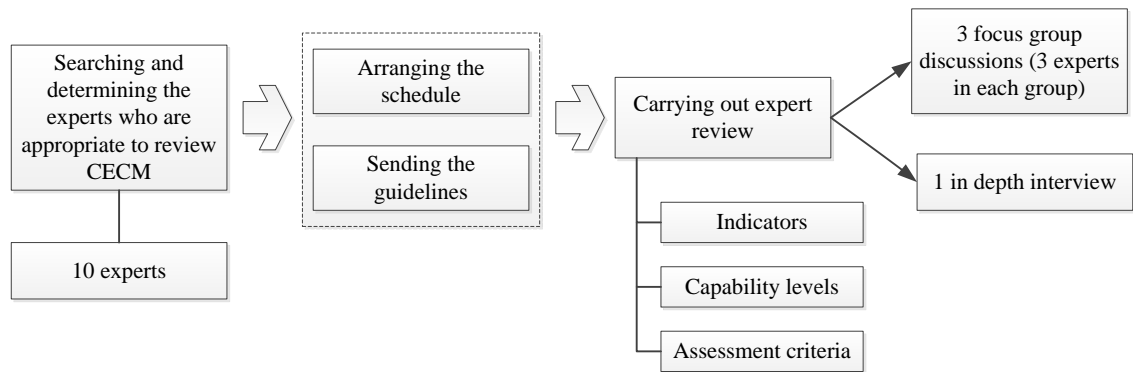 Searching and
determining the
experts who are
appropriate to review
CECM
10 experts
Arranging the
schedule
Sending the
guidelines
Carrying out expert
review
Indicators
Capability levels
Assessment criteria
3 focus group
discussions (3 experts
in each group)
1 in depth interview